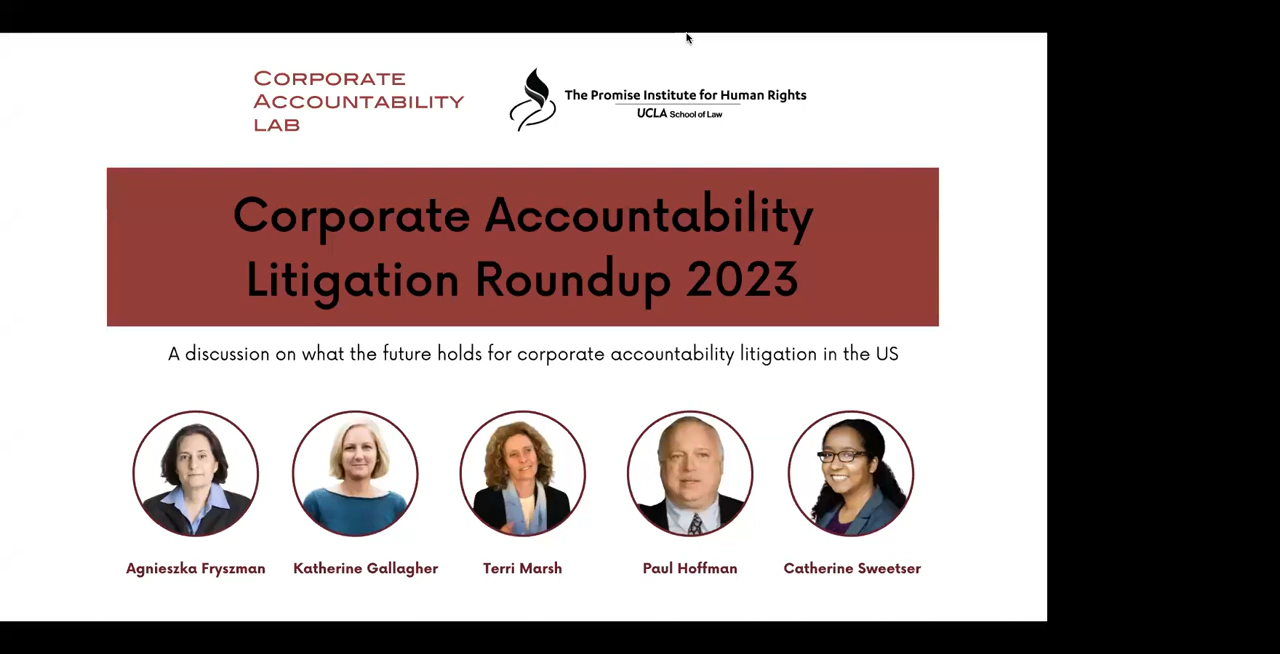 CORPORATE
ACCOUNTABILITY
LAB
The Promise Institute for Human Rights
UCLA School of Law
Corporate Accountability
Litigation Roundup 2023
A discussion on what the future holds for corporate accountability litigation in the US
Agnieszka Fryszman
Katherine Gallagher
Terri Marsh
Paul Hoffman
Catherine Sweetser